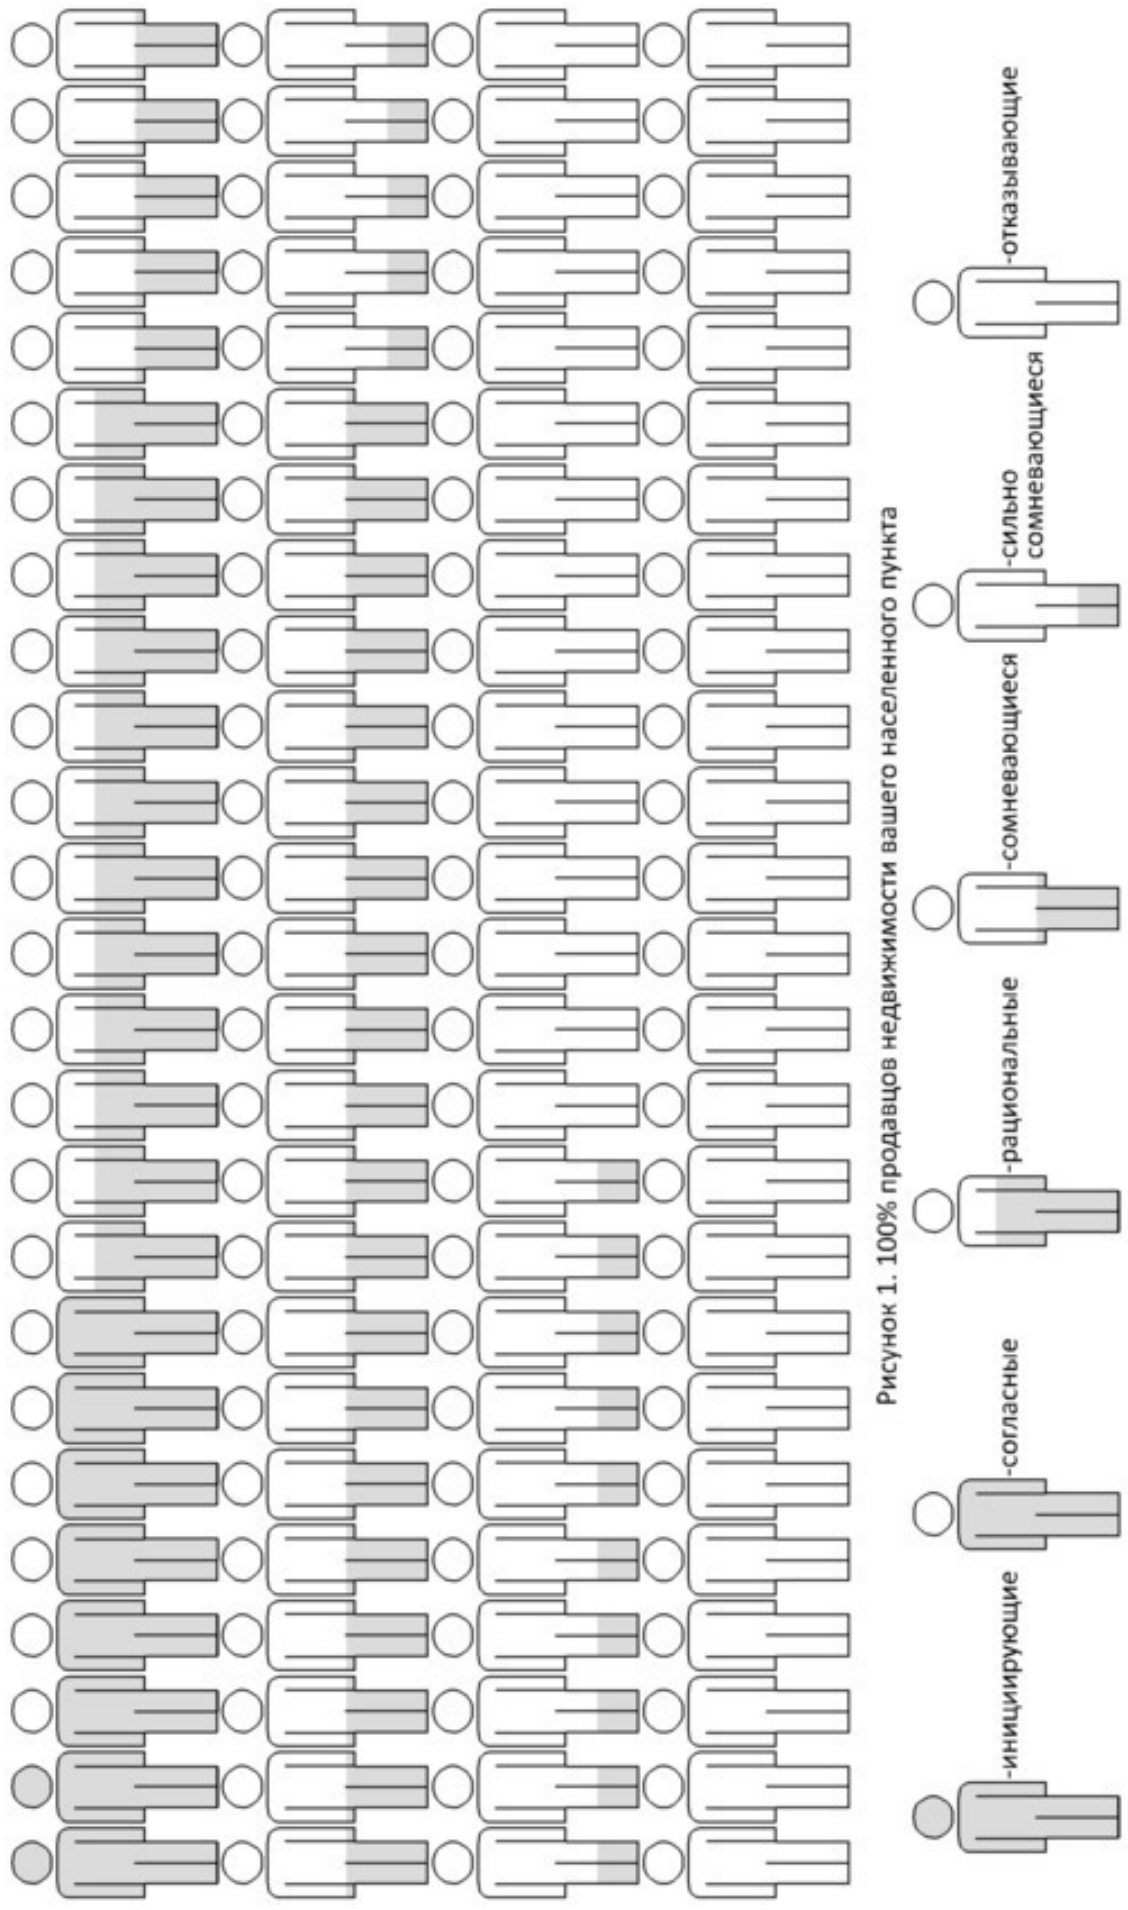 Рисунок 1. 100% продавцов недвижимости вашего населенного пункта
-инициирующие
-согласные
-рациональные
-сомневающиеся
-сильно
сомневающиеся
-отказывающие